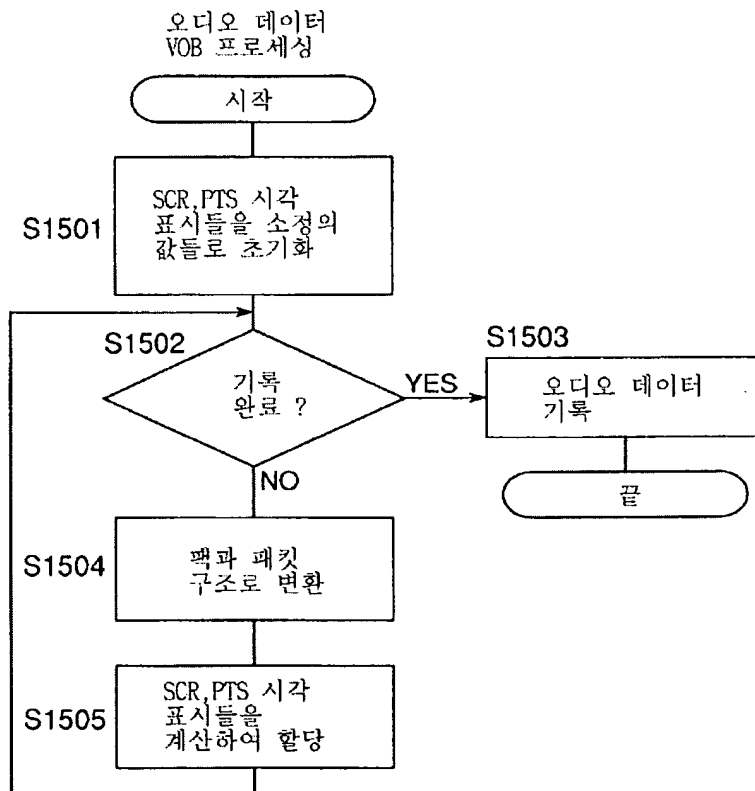 오디오 데이터
VOB 프로세싱
시작
S1501
SCR,PTS 시각
표시들을 소정의
값들로 초기화
S1502
기록
완료 ?
YES
S1503
오디오 데이터
기록
끝
NO
S1504
팩과 패킷
구조로 변환
S1505
SCR,PTS 시각
표시들을
계산하여 할당